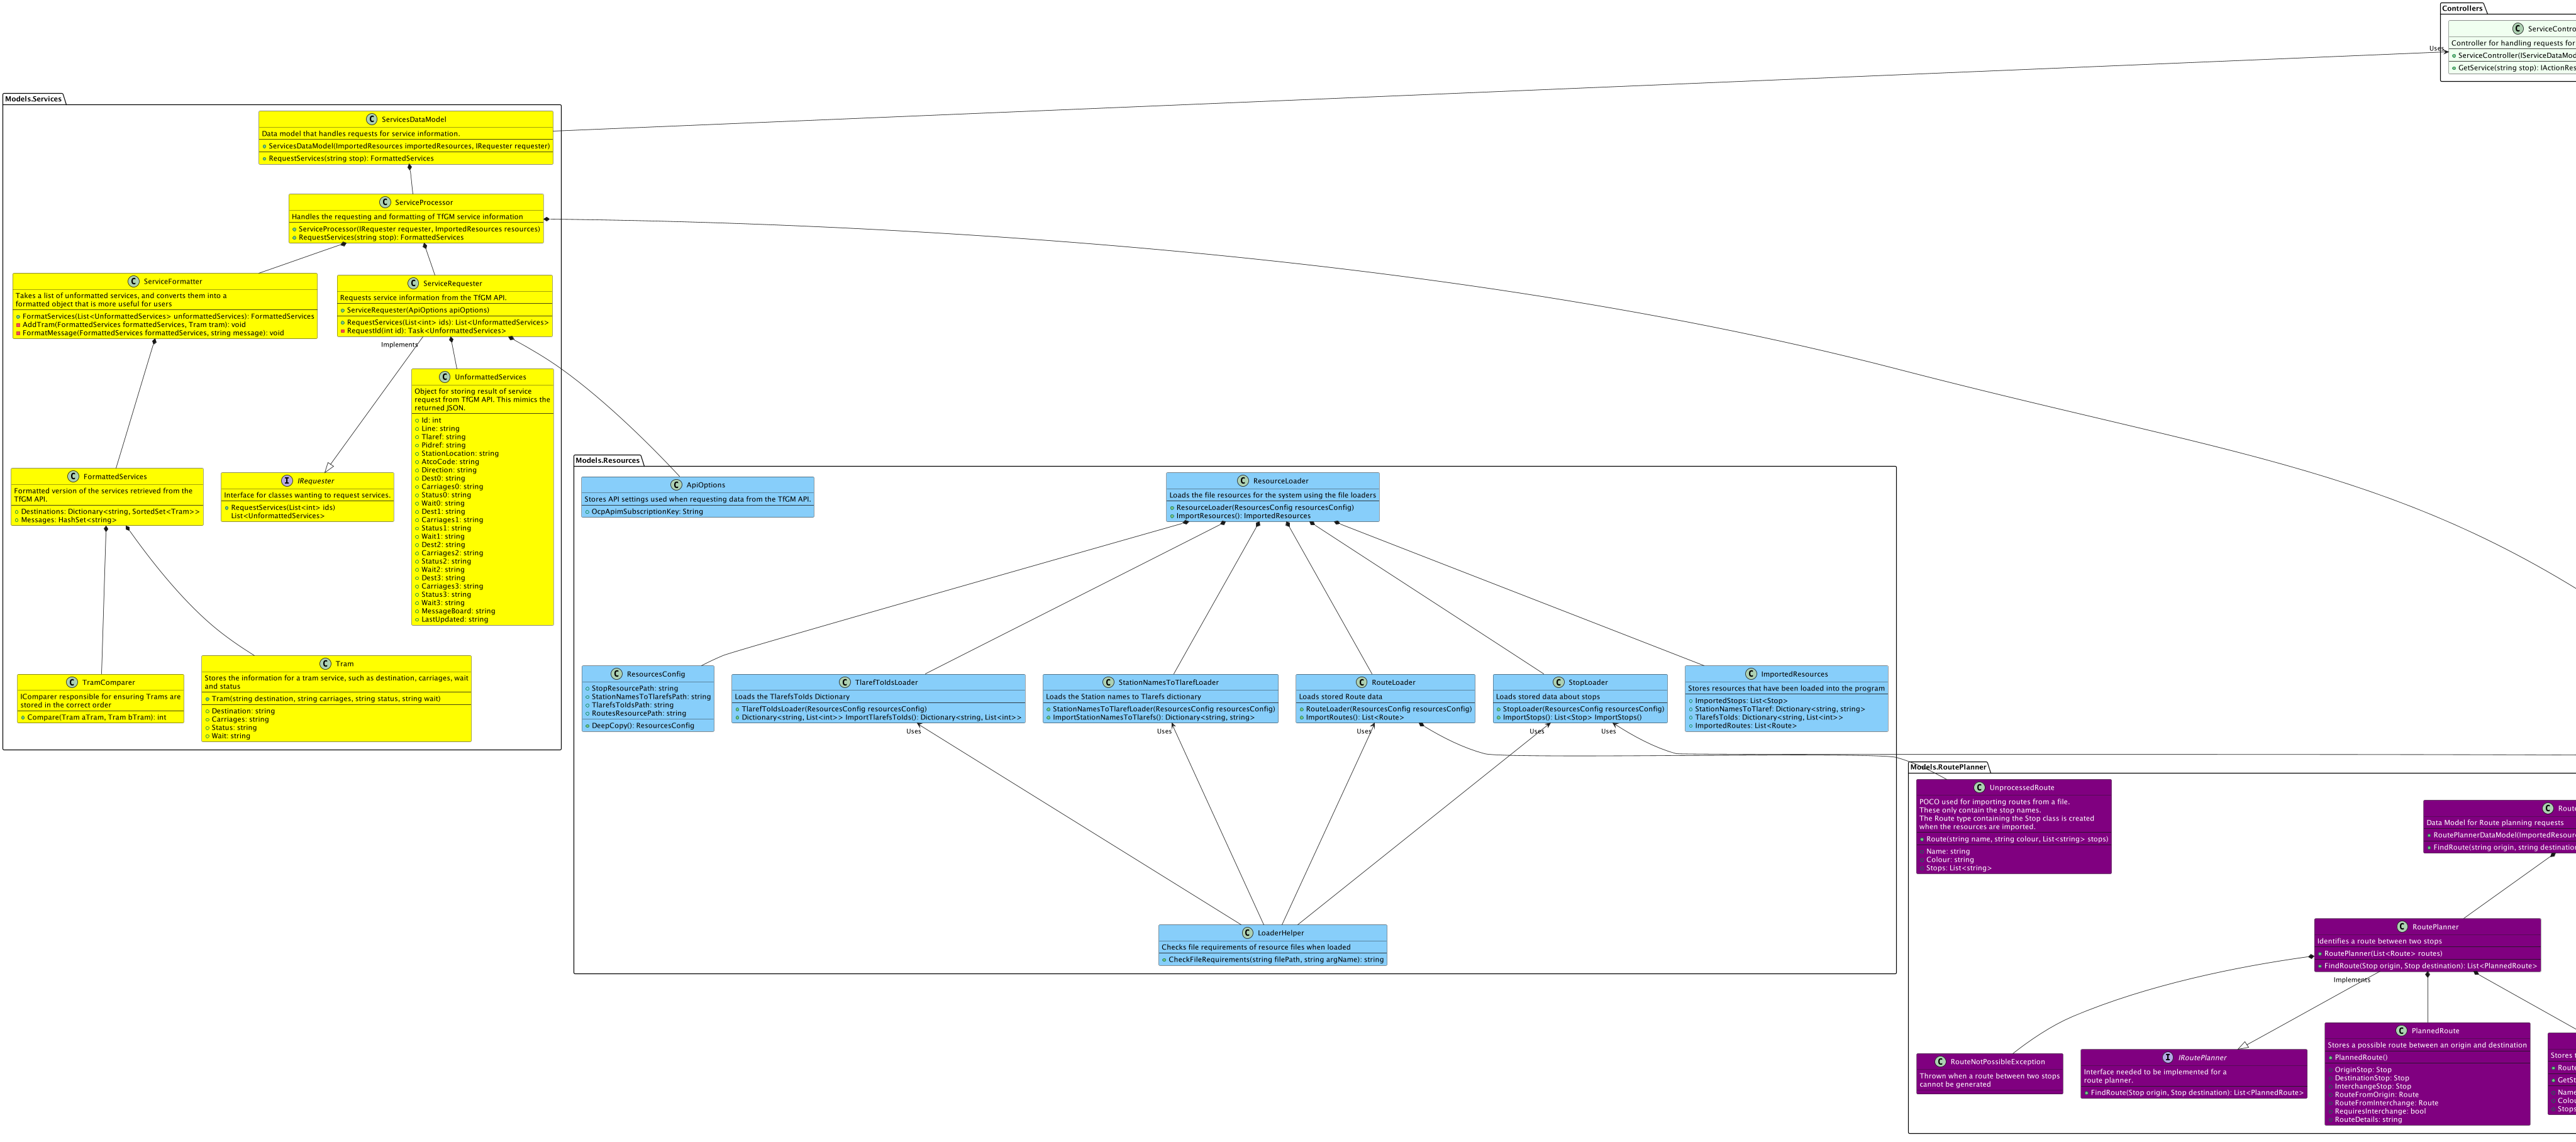 Controllers
C ServiceContro
Controller for handling requests for
ServiceController(IServiceDataMod
GetService(string stop): IActionRes
Uses
Models.Services
C ServicesDataModel
Data model that handles requests for service information.
ServicesDataModel(ImportedResources importedResources, IRequester requester)
RequestServices(string stop): FormattedServices
C ServiceProcessor
Handles the requesting and formatting of TfGM service information
ServiceProcessor(IRequester requester, ImportedResources resources)
RequestServices(string stop): FormattedServices
C ServiceFormatter
Takes a list of unformatted services, and converts them into a
formatted object that is more useful for users
FormatServices(List<UnformattedServices> unformattedServices): FormattedServices
AddTram(FormattedServices formattedServices, Tram tram): void
FormatMessage(FormattedServices formattedServices, string message): void
C ServiceRequester
Requests service information from the TfGM API.
ServiceRequester(ApiOptions apiOptions)
RequestServices(List<int> ids): List<UnformattedServices>
RequestId(int id): Task<UnformattedServices>
Implements
C UnformattedServices
Object for storing result of service
request from TfGM API. This mimics the
returned JSON.
Id: int
Line: string
Tlaref: string
Pidref: string
StationLocation: string
AtcoCode: string
Direction: string
Dest0: string
Carriages0: string
Status0: string
Wait0: string
Dest1: string
Carriages1: string
Status1: string
Wait1: string
Dest2: string
Carriages2: string
Status2: string
Wait2: string
Dest3: string
Carriages3: string
Status3: string
Wait3: string
MessageBoard: string
LastUpdated: string
C FormattedServices
Formatted version of the services retrieved from the
TfGM API.
Destinations: Dictionary<string, SortedSet<Tram>>
Messages: HashSet<string>
I IRequester
Interface for classes wanting to request services.
RequestServices(List<int> ids)
List<UnformattedServices>
C TramComparer
IComparer responsible for ensuring Trams are
stored in the correct order
Compare(Tram aTram, Tram bTram): int
C Tram
Stores the information for a tram service, such as destination, carriages, wait
and status
Tram(string destination, string carriages, string status, string wait)
Destination: string
Carriages: string
Status: string
Wait: string
Models.Resources
C ApiOptions
Stores API settings used when requesting data from the TfGM API.
OcpApimSubscriptionKey: String
C ResourceLoader
Loads the file resources for the system using the file loaders
ResourceLoader(ResourcesConfig resourcesConfig)
ImportResources(): ImportedResources
C ResourcesConfig
StopResourcePath: string
StationNamesToTlarefsPath: string
TlarefsToIdsPath: string
RoutesResourcePath: string
DeepCopy(): ResourcesConfig
C TlarefToIdsLoader
Loads the TlarefsToIds Dictionary
TlarefToIdsLoader(ResourcesConfig resourcesConfig)
Dictionary<string, List<int>> ImportTlarefsToIds(): Dictionary<string, List<int>>
Uses
C StationNamesToTlarefLoader
Loads the Station names to Tlarefs dictionary
StationNamesToTlarefLoader(ResourcesConfig resourcesConfig)
ImportStationNamesToTlarefs(): Dictionary<string, string>
Uses
C RouteLoader
Loads stored Route data
RouteLoader(ResourcesConfig resourcesConfig)
ImportRoutes(): List<Route>
Uses
C StopLoader
Loads stored data about stops
StopLoader(ResourcesConfig resourcesConfig)
ImportStops(): List<Stop> ImportStops()
Uses
Uses
C ImportedResources
Stores resources that have been loaded into the program
ImportedStops: List<Stop>
StationNamesToTlaref: Dictionary<string, string>
TlarefsToIds: Dictionary<string, List<int>>
ImportedRoutes: List<Route>
C LoaderHelper
Checks file requirements of resource files when loaded
CheckFileRequirements(string filePath, string argName): string
Models.RoutePlanner
C UnprocessedRoute
POCO used for importing routes from a file.
These only contain the stop names.
The Route type containing the Stop class is created
when the resources are imported.
Route(string name, string colour, List<string> stops)
Name: string
Colour: string
Stops: List<string>
C Route
Data Model for Route planning requests
RoutePlannerDataModel(ImportedResourc
FindRoute(string origin, string destination
C RoutePlanner
Identifies a route between two stops
RoutePlanner(List<Route> routes)
FindRoute(Stop origin, Stop destination): List<PlannedRoute>
Implements
C RouteNotPossibleException
Thrown when a route between two stops
cannot be generated
I IRoutePlanner
Interface needed to be implemented for a
route planner.
FindRoute(Stop origin, Stop destination): List<PlannedRoute>
C PlannedRoute
Stores a possible route between an origin and destination
PlannedRoute()
OriginStop: Stop
DestinationStop: Stop
InterchangeStop: Stop
RouteFromOrigin: Route
RouteFromInterchange: Route
RequiresInterchange: bool
RouteDetails: string
Stores t
Route
GetSt
Name
Colou
Stops